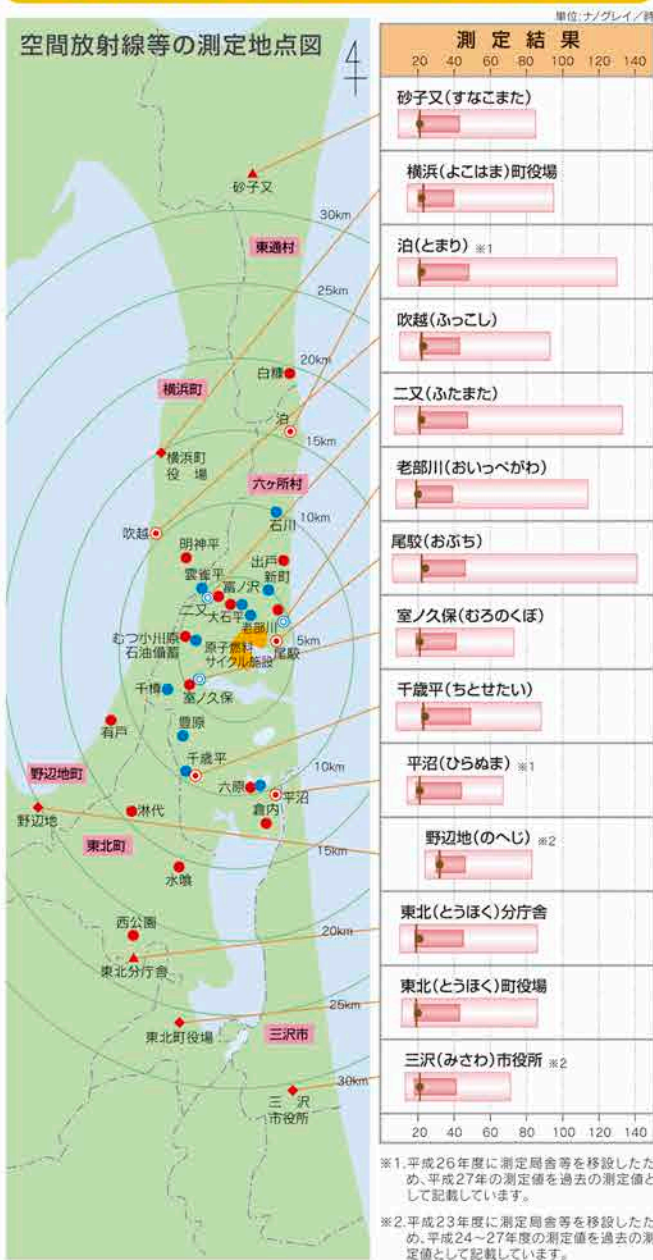 単位:ナノグレイ/時
空間放射線等の測定地点図
測定結果
20 40 60 80 100 120 140
砂子又(すなこまた)
横浜(よこはま)町役場
泊(とまり) ※1
吹越(ふっこし)
二又(ふたまた)
老部川(おいっぺがわ)
尾駮(おぶち)
室ノ久保(むろのくぼ)
千歳平(ちとせたい)
平沼(ひらぬま) ※1
野辺地(のへじ) ※2
東北(とうほく)分庁舎
東北(とうほく)町役場
三沢(みさわ)市役所 ※2
20 40 60 80 100 120 140
※1.平成26年度に測定局舎等を移設したた
め、平成27年の測定値を過去の測定値と
して記載しています。
※2.平成23年度に測定局舎等を移設したた
め、平成24~27年度の測定値を過去の測
定値として記載しています。
砂子又
30km
東通村
25km
20km
白糠
横浜町
泊
15km
横浜町
役場
六ヶ所村
10km
石川
吹越
明神平
出戸
雲雀平
新町
富ノ沢
二又
大石平
老部川
5km
むつ小川原
石油備蓄
原子燃料
サイクル施設
尾駮
千樽
室ノ久保
有戸
豊原
千歳平
10km
野辺地町
六原
平沼
野辺地
淋代
倉内
東北町
15km
水喰
西公園
20km
東北分庁舎
25km
東北町役場
三沢市
30km
三沢
市役所